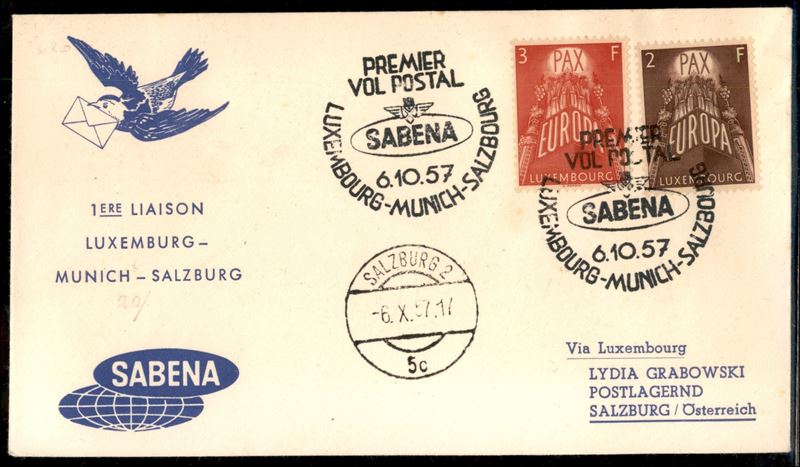 1ERE LIAISON
LUXEMBURG–
MUNICH–SALZBURG
20/
SABENA
PREMIER
VOL POSTAL
SABENA
6.10.57
LUXEMBOURG-MUNICH-SALZBOURG
3 F
PAX
EUROPA
LUXEMBOURG
2 F
PAX
EUROPA
LUXEMBOURG
PREMIER
VOL POSTAL
SABENA
6.10.57
LUXEMBOURG-MUNICH-SALZBOURG
SALZBURG 2
-6.X.57.17
5c
Via Luxembourg
LYDIA GRABOWSKI
POSTLAGERND
SALZBURG / Österreich